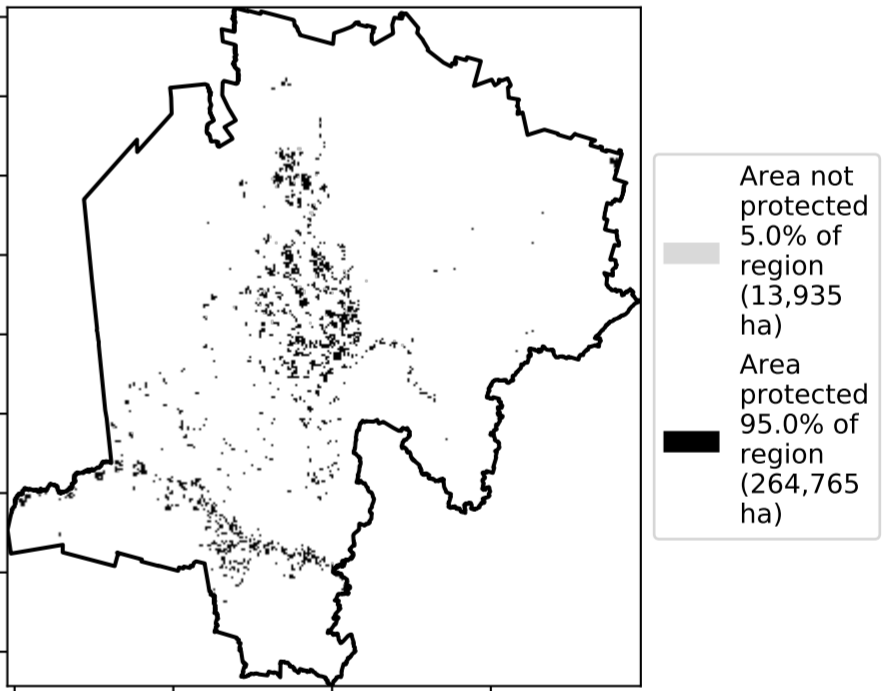 Area not
protected
5.0% of
region
(13,935
ha)
Area
protected
95.0% of
region
(264,765
ha)